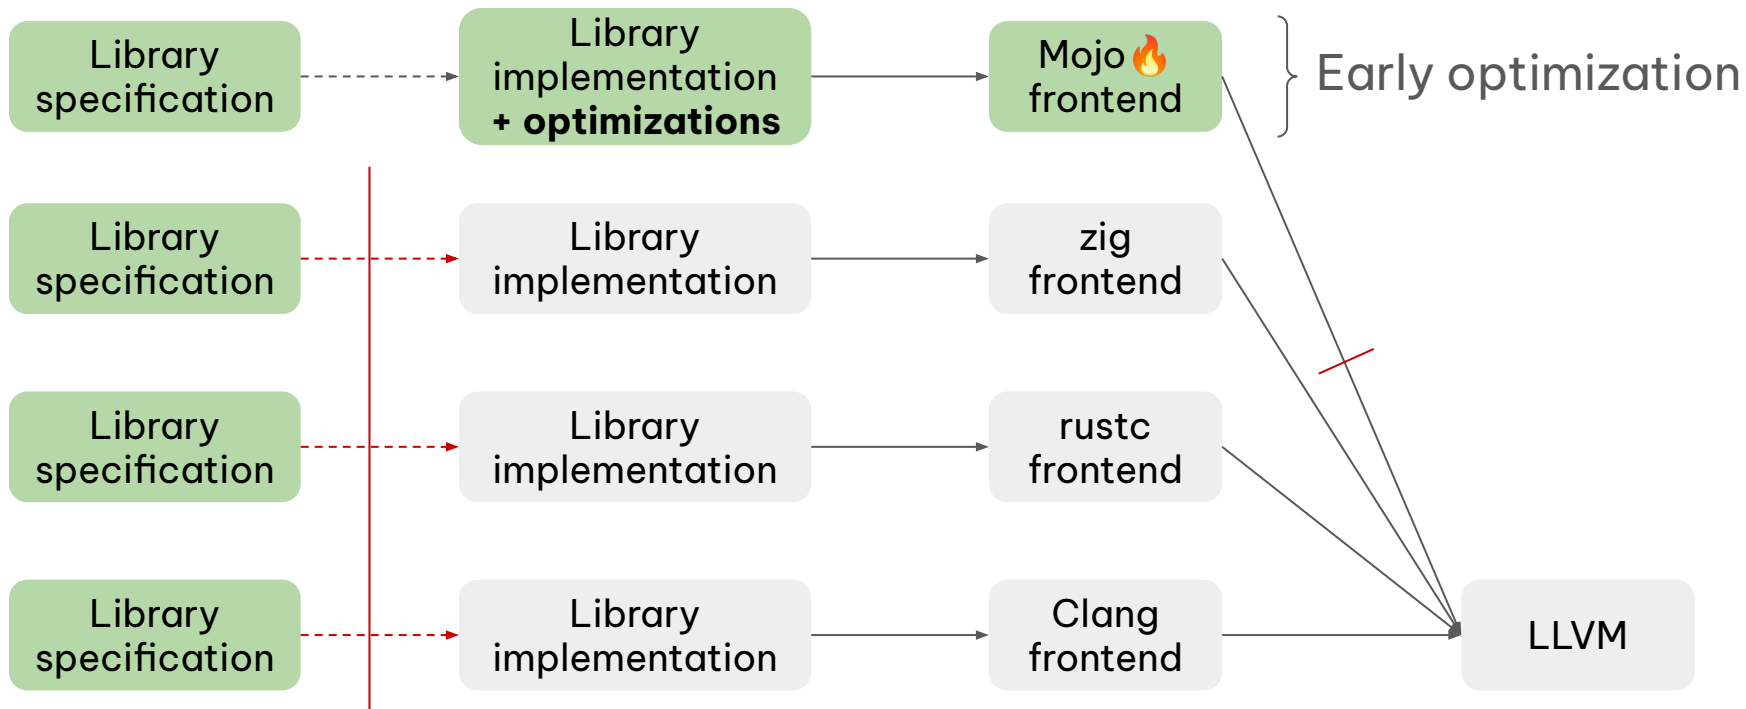 Library
specification
Library
implementation
+ optimizations
Mojo🔥
frontend
Early optimization
Library
specification
Library
implementation
zig
frontend
Library
specification
Library
implementation
rustc
frontend
Library
specification
Library
implementation
Clang
frontend
LLVM